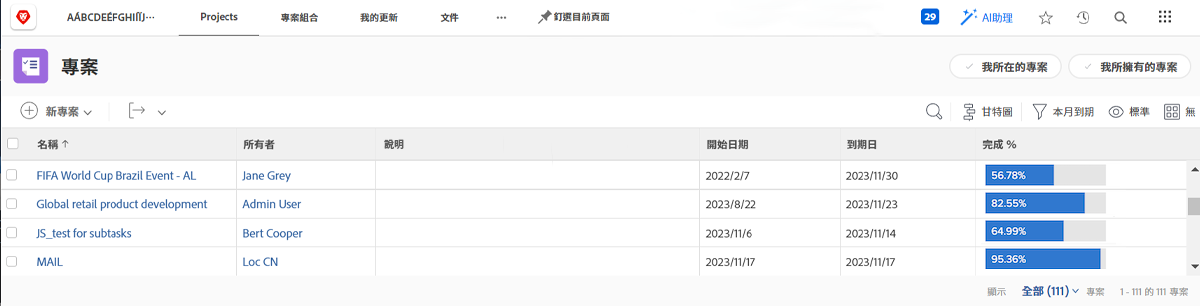 AÁBCDEÉFGHIÍJ··· Projects 專案組合 我的更新 文件 ··· 釘選目前頁面 29 AI助理
專案 我所在的專案 我所擁有的專案
新專案 甘特圖 本月到期 標準 無
名稱 ↑ 所有者 說明 開始日期 到期日 完成 %
FIFA World Cup Brazil Event - AL Jane Grey 2022/2/7 2023/11/30 56.78%
Global retail product development Admin User 2023/8/22 2023/11/23 82.55%
JS_test for subtasks Bert Cooper 2023/11/6 2023/11/14 64.99%
MAIL Loc CN 2023/11/17 2023/11/17 95.36%
顯示 全部 (111) 專案 1 - 111 的 111 專案